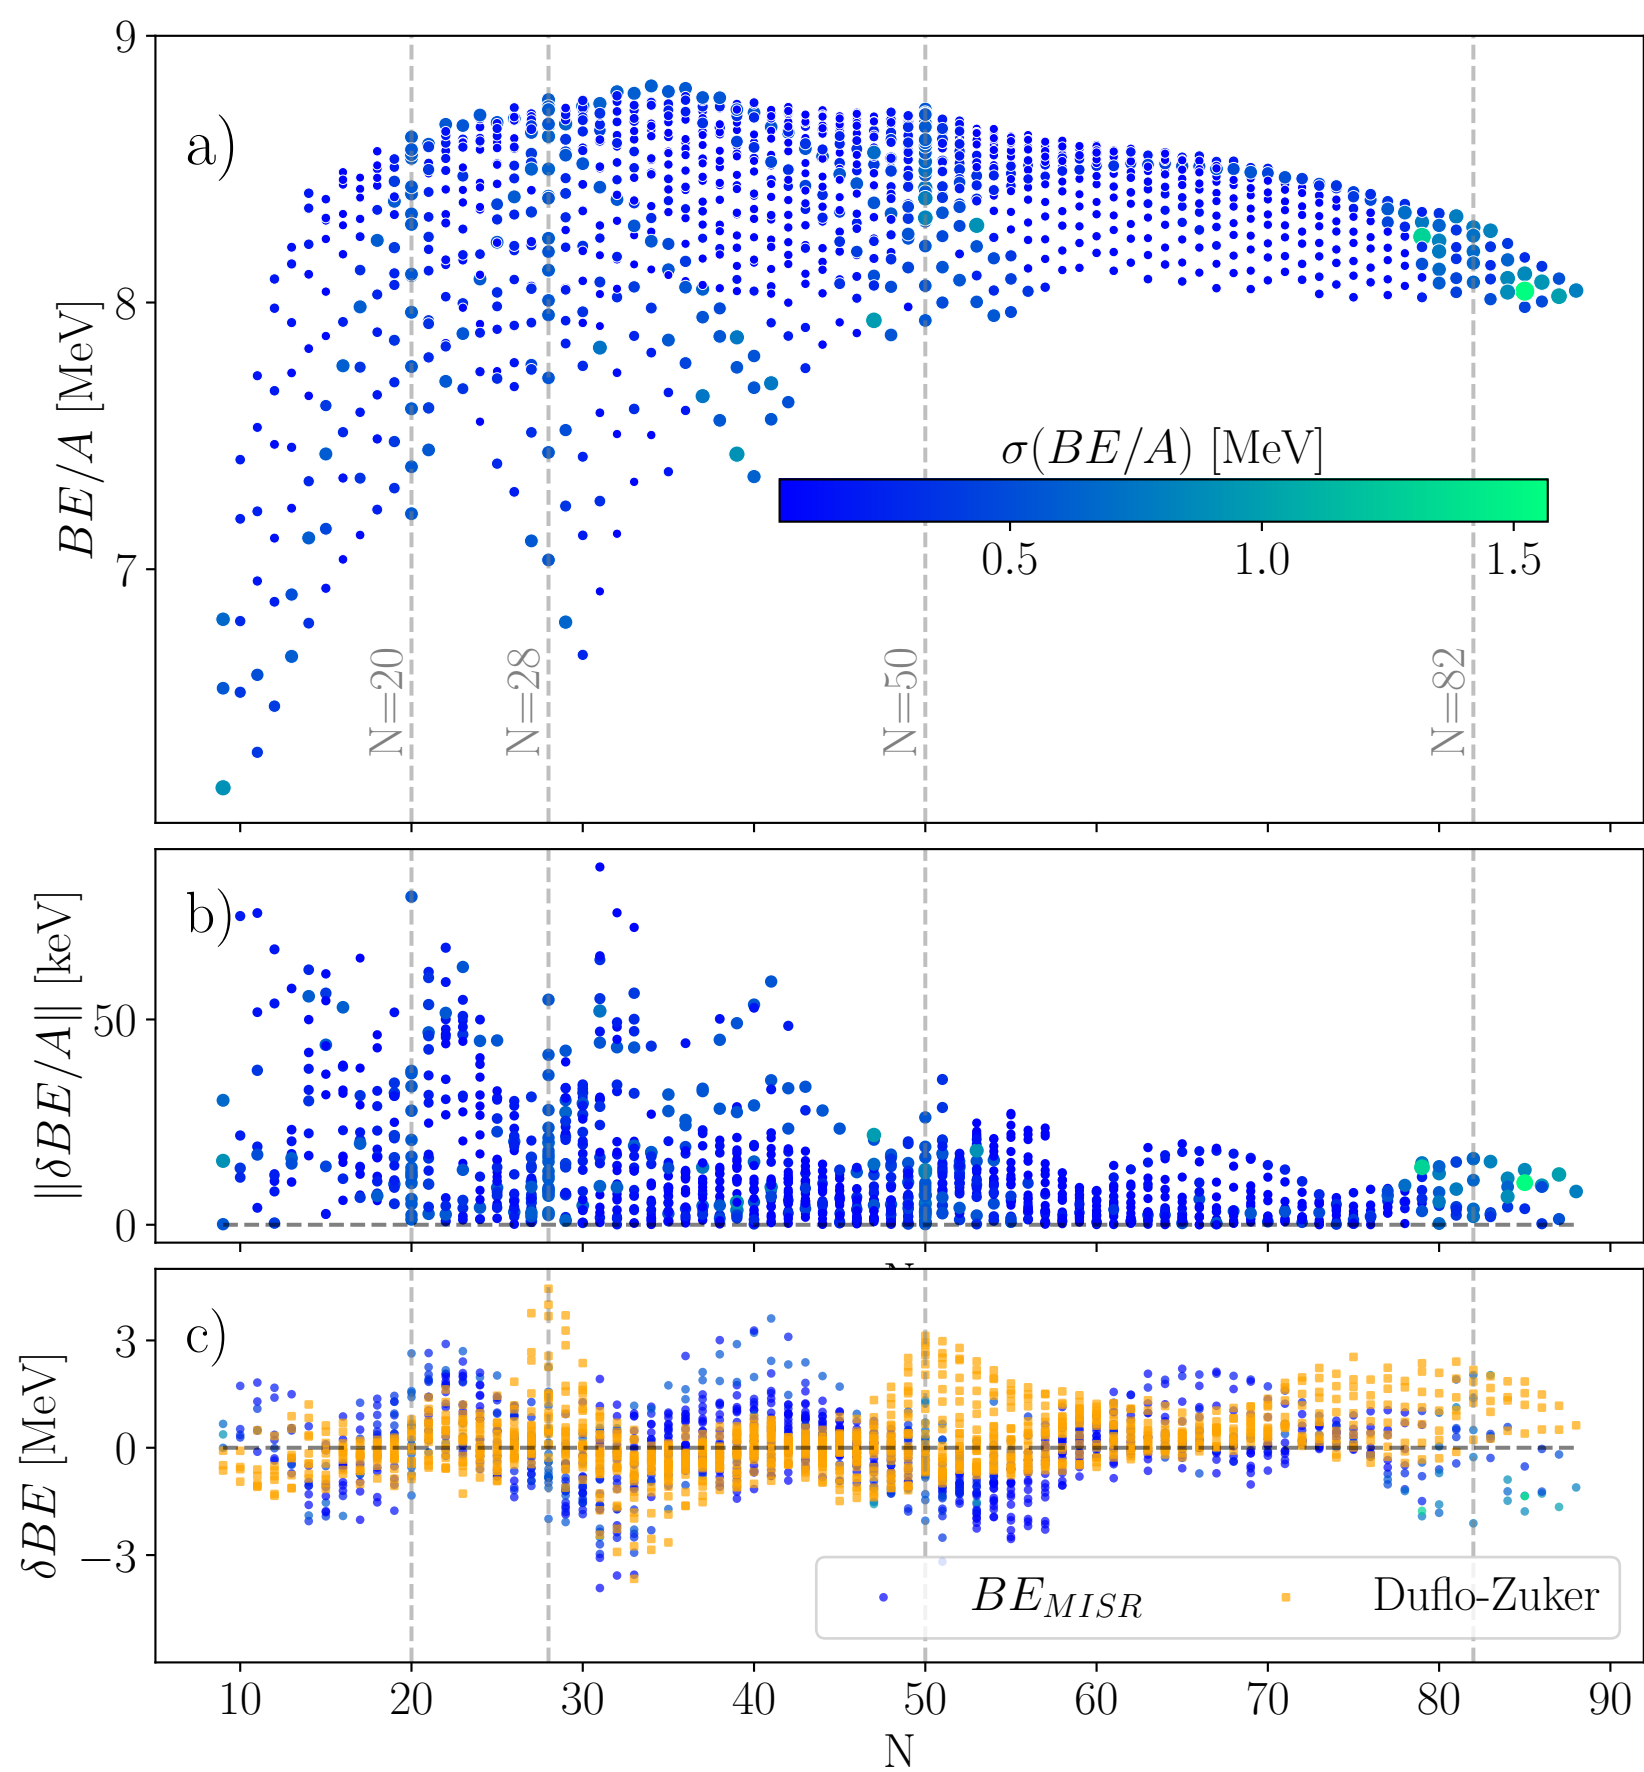 9
a)
8
BE/A [MeV]
σ(BE/A) [MeV]
0.5 1.0 1.5
7
N=20 N=28 N=50 N=82
b)
||δBE/A|| [keV]
50
0
c)
3
δBE [MeV]
0
−3
BE_MISR Duflo-Zuker
10 20 30 40 50 60 70 80 90
N